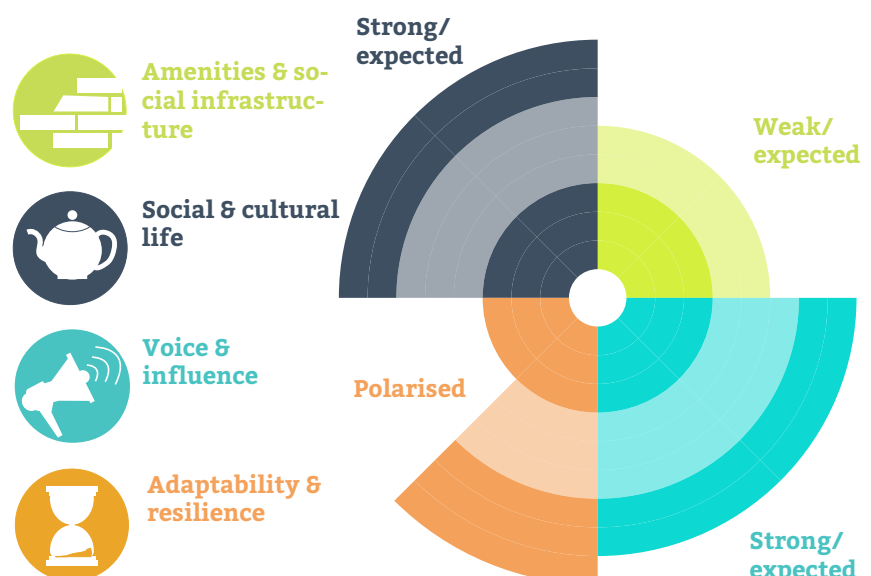 Amenities & so-
cial infrastruc-
ture
Social & cultural
life
Voice &
influence
Adaptability &
resilience
Strong/
expected
Weak/
expected
Polarised
Strong/
expected